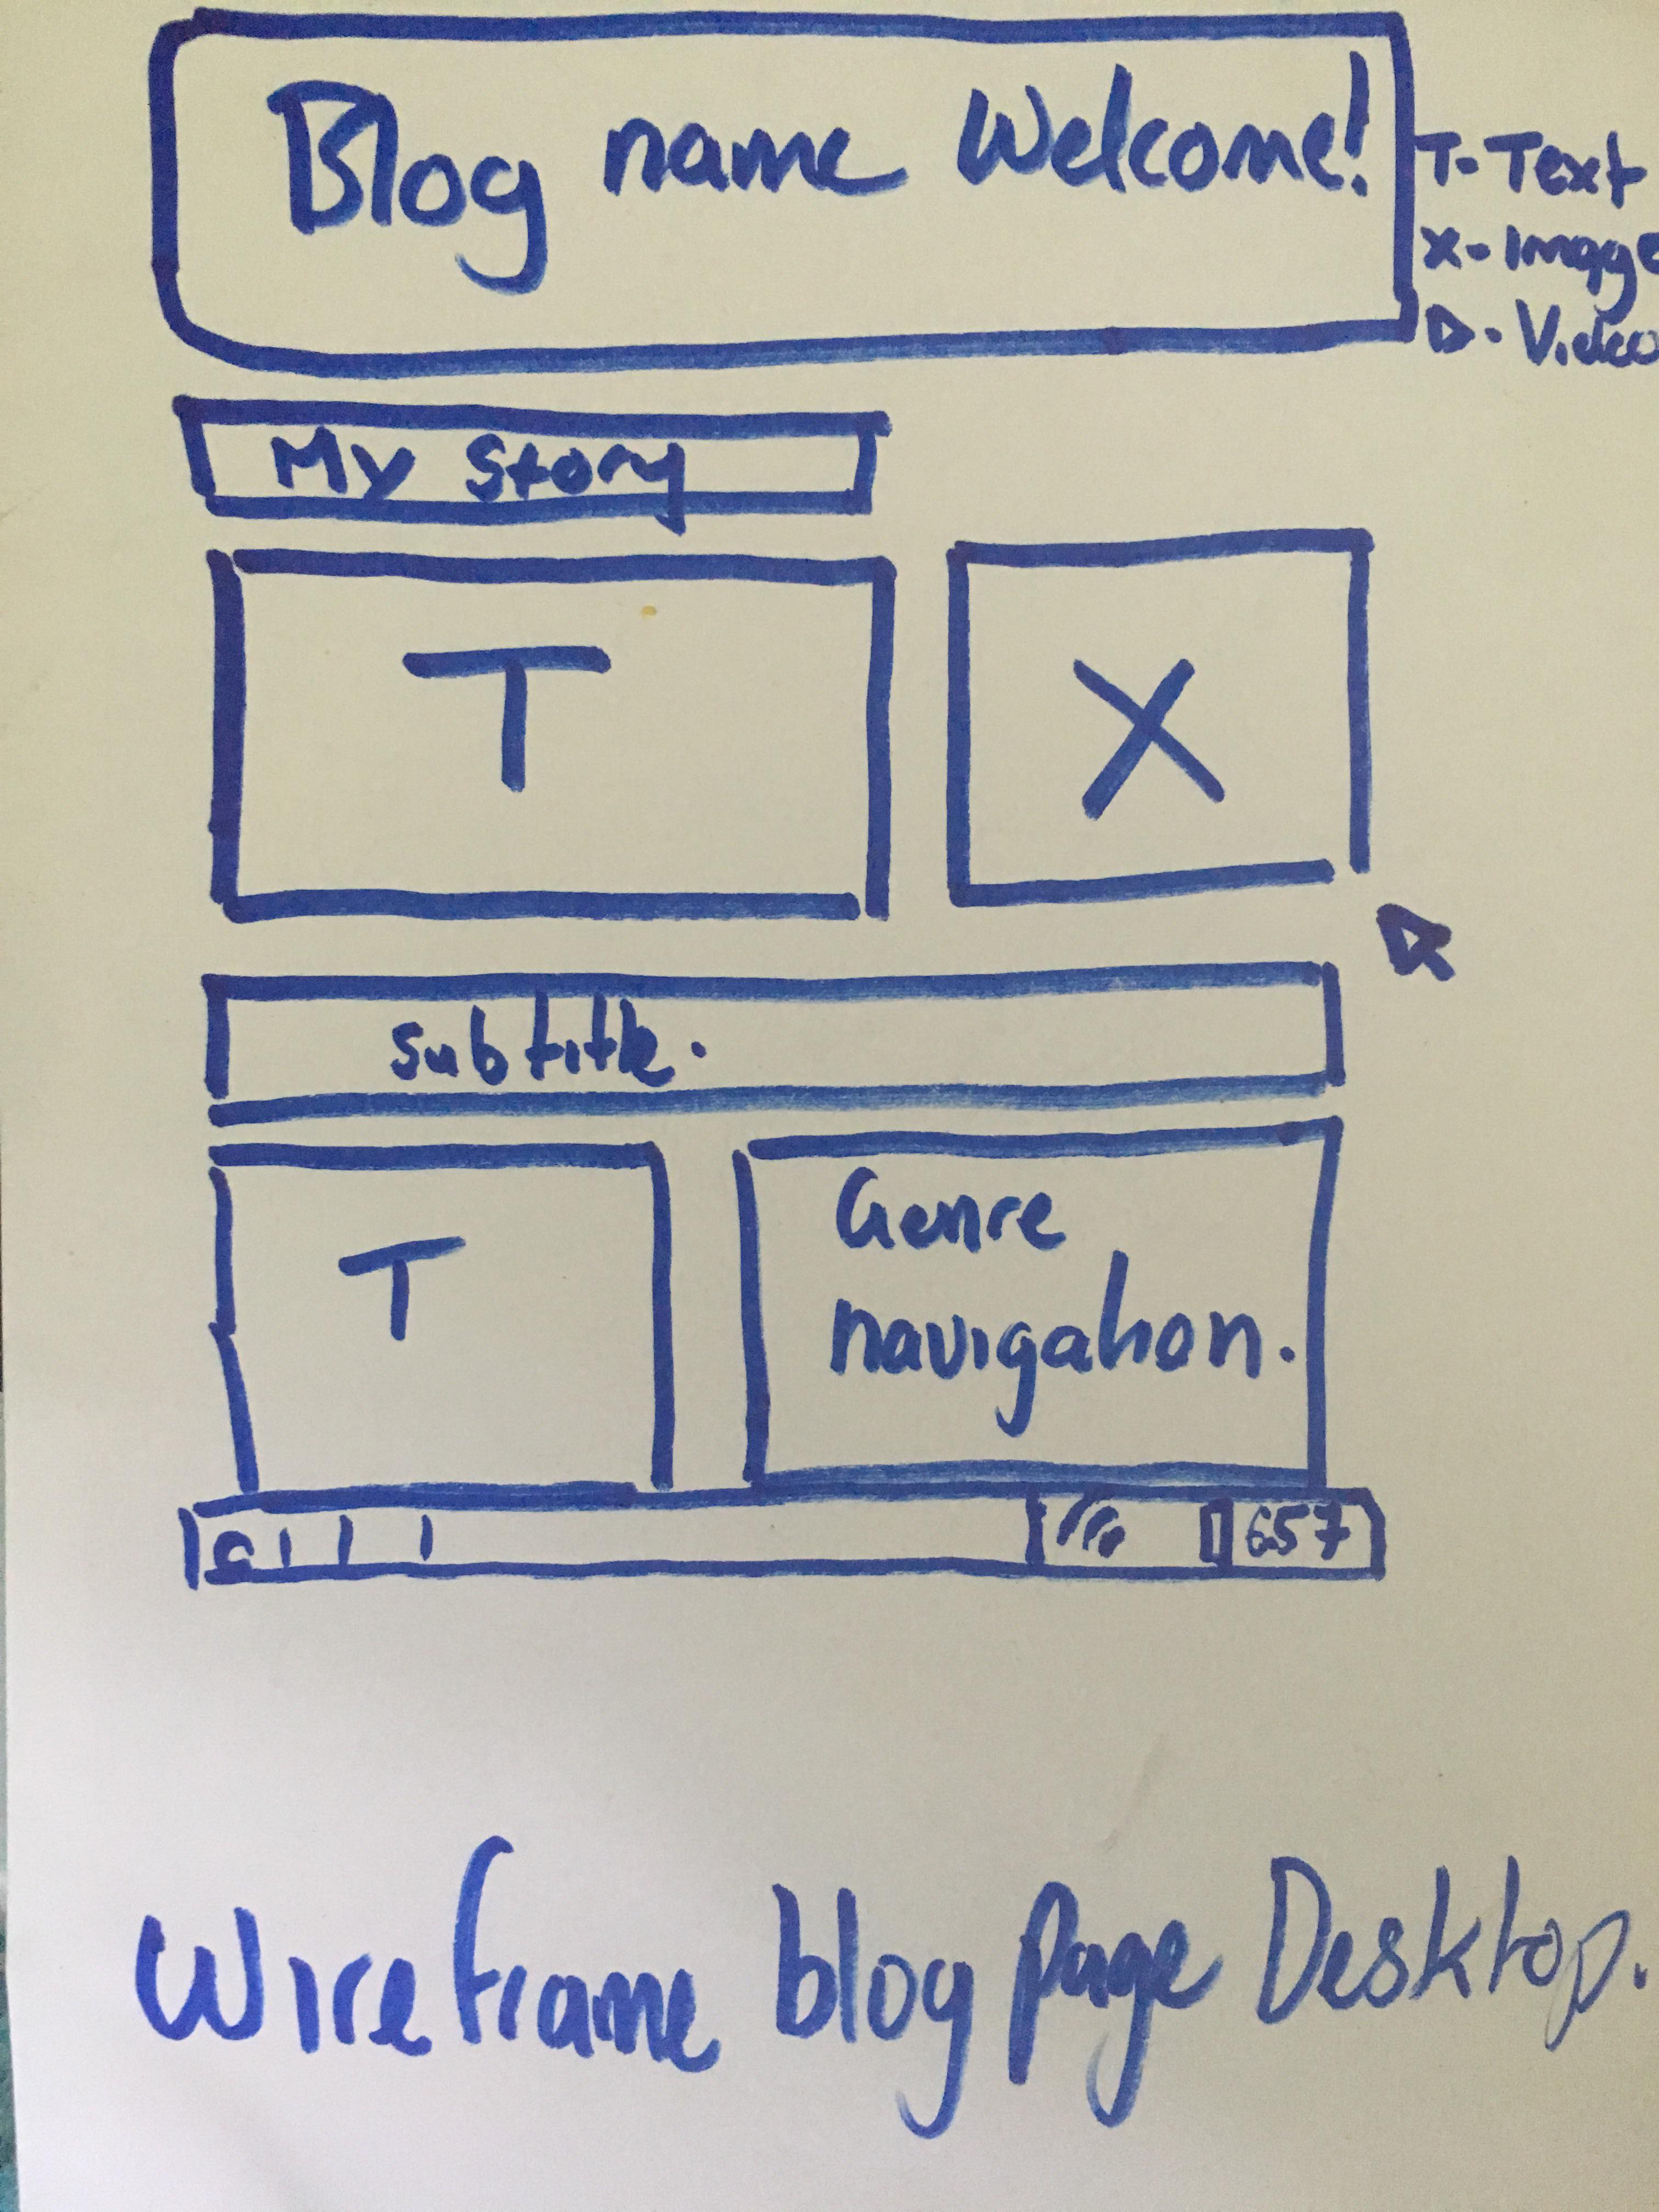 Blog name Welcome!
T- Text
X- Image
▷- Video
My Story
T
X
subtitle.
T
Genre
navigation.
657
Wireframe blog page Desktop.